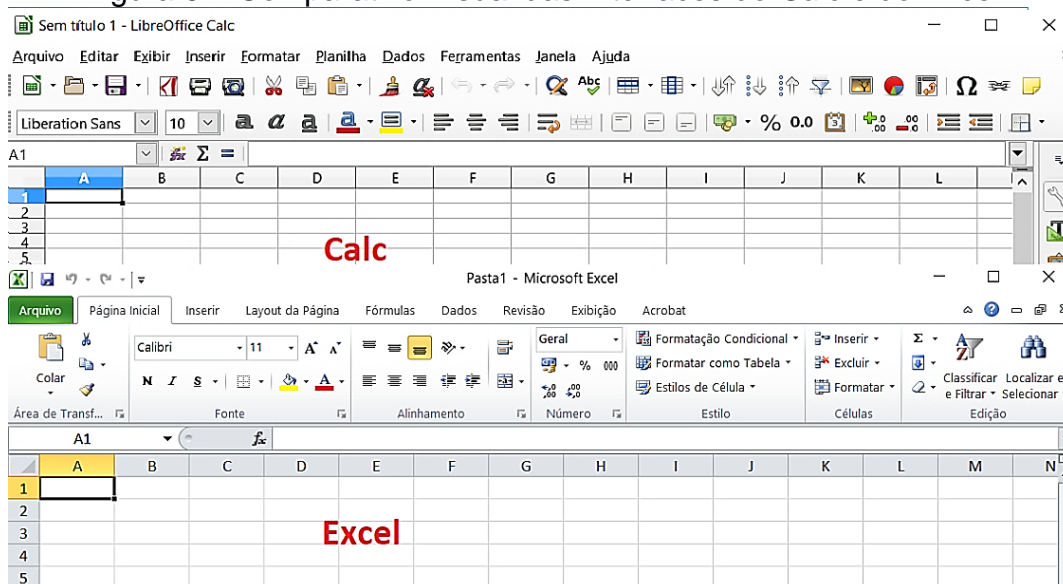 Sem título 1 - LibreOffice Calc
Arquivo Editar Exibir Inserir Formatar Planilha Dados Ferramentas Janela Ajuda
Liberation Sans 10 a a a a % 0.0
A1 Σ =
A B C D E F G H I J K L
1
2
3
4
5
Calc
Pasta1 - Microsoft Excel
Arquivo Página Inicial Inserir Layout da Página Fórmulas Dados Revisão Exibição Acrobat
Colar
Calibri 11 A A
N I S A
Geral
% 000
Formatação Condicional
Formatar como Tabela
Estilos de Célula
Inserir
Excluir
Formatar
Σ
Classificar e Filtrar
Localizar e Selecionar
Área de Transf... Fonte Alinhamento Número Estilo Células Edição
A1 fx
A B C D E F G H I J K L M N
1
2
3
4
5
Excel